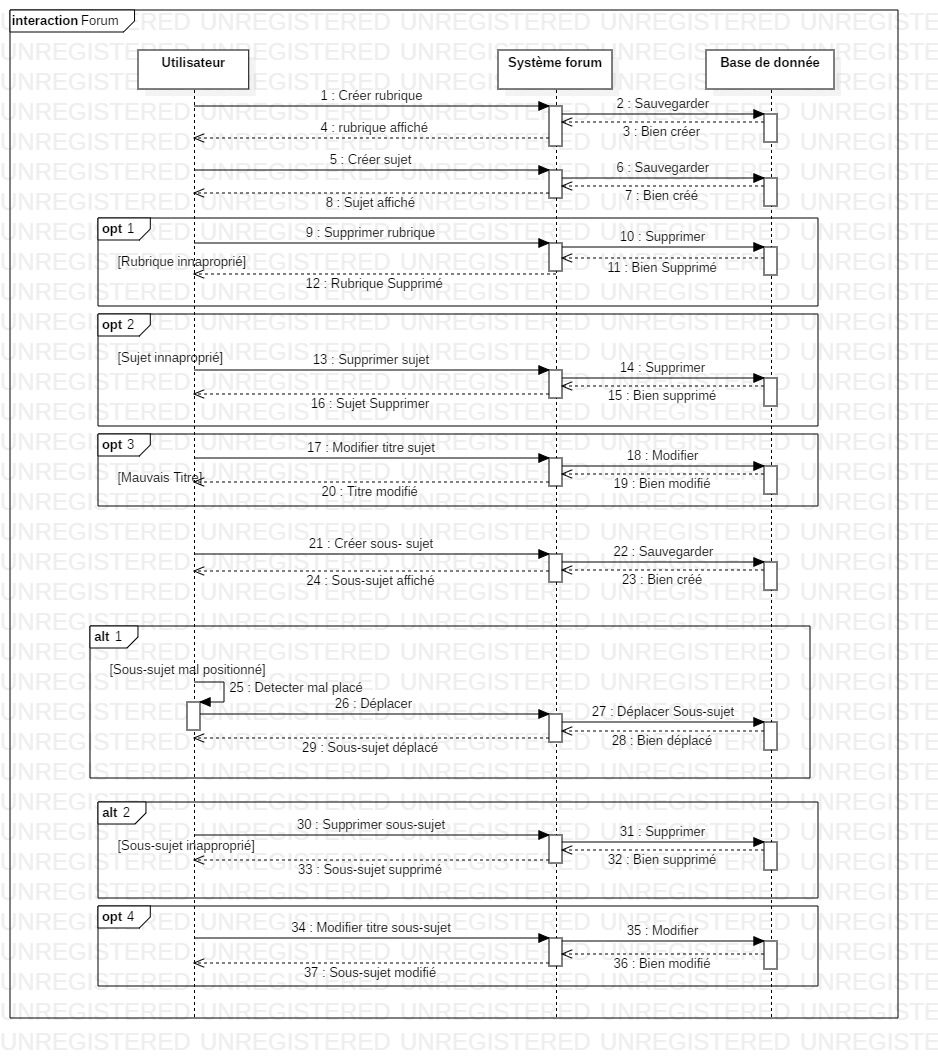 interaction Forum
Utilisateur
Système forum
Base de donnée
1 : Créer rubrique
2 : Sauvegarder
3 : Bien créer
4 : rubrique affiché
5 : Créer sujet
6 : Sauvegarder
7 : Bien créé
8 : Sujet affiché
opt 1
9 : Supprimer rubrique
10 : Supprimer
[Rubrique innaproprié]
11 : Bien Supprimé
12 : Rubrique Supprimé
opt 2
[Sujet innaproprié]
13 : Supprimer sujet
14 : Supprimer
15 : Bien supprimé
16 : Sujet Supprimer
opt 3
17 : Modifier titre sujet
18 : Modifier
[Mauvais Titre]
19 : Bien modifié
20 : Titre modifié
21 : Créer sous- sujet
22 : Sauvegarder
23 : Bien créé
24 : Sous-sujet affiché
alt 1
[Sous-sujet mal positionné]
25 : Detecter mal placé
26 : Déplacer
27 : Déplacer Sous-sujet
28 : Bien déplacé
29 : Sous-sujet déplacé
alt 2
30 : Supprimer sous-sujet
31 : Supprimer
[Sous-sujet inapproprié]
32 : Bien supprimé
33 : Sous-sujet supprimé
opt 4
34 : Modifier titre sous-sujet
35 : Modifier
36 : Bien modifié
37 : Sous-sujet modifié
UNREGISTERED